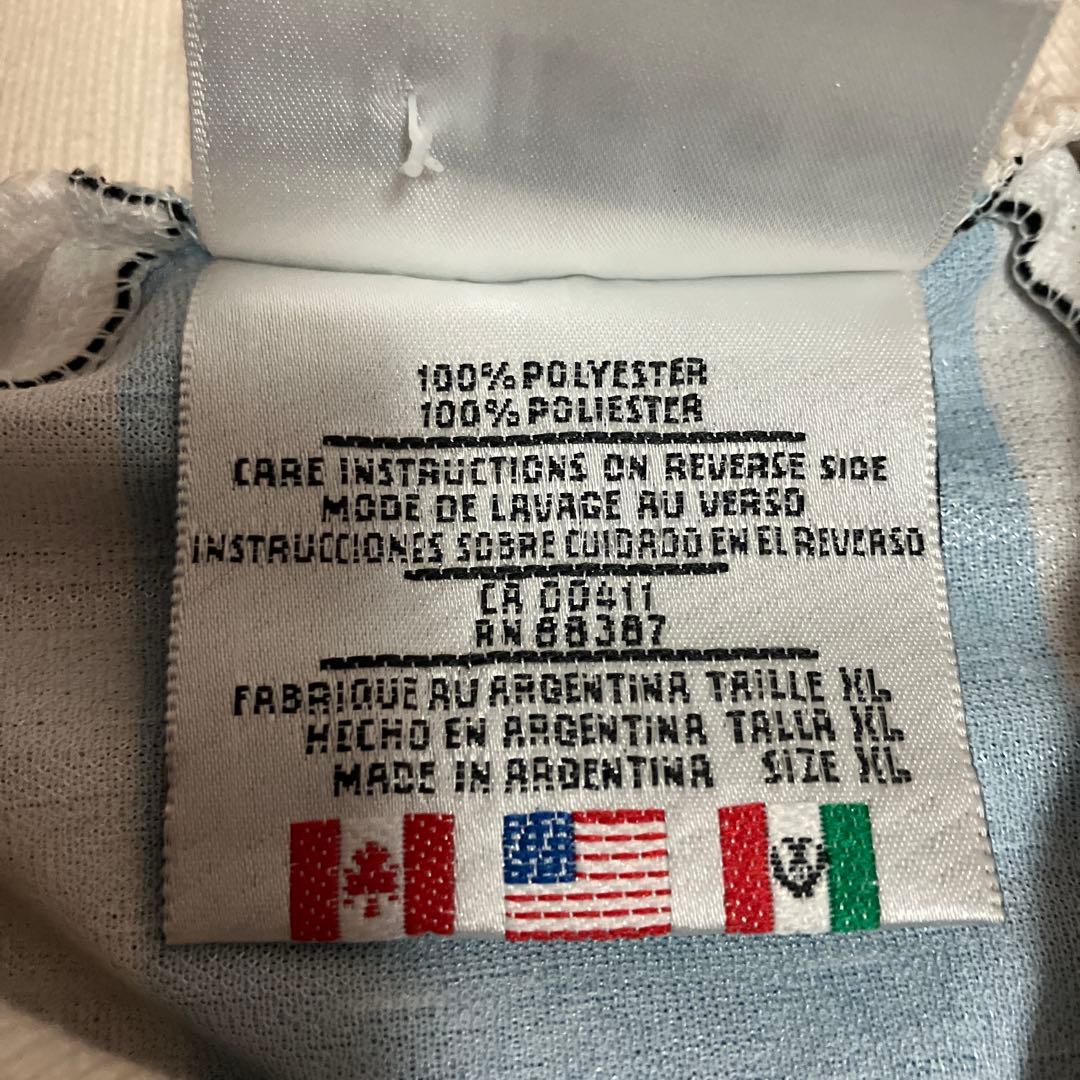 100% POLYESTER
100% POLIESTER
CARE INSTRUCTIONS ON REVERSE SIDE
MODE DE LAVAGE AU VERSO
INSTRUCCIONES SOBRE CUIDADO EN EL REVERSO
CA 00411
RN 88387
FABRIQUE AU ARGENTINA TAILLE XL
HECHO EN ARGENTINA TALLA XL
MADE IN ARGENTINA SIZE XL